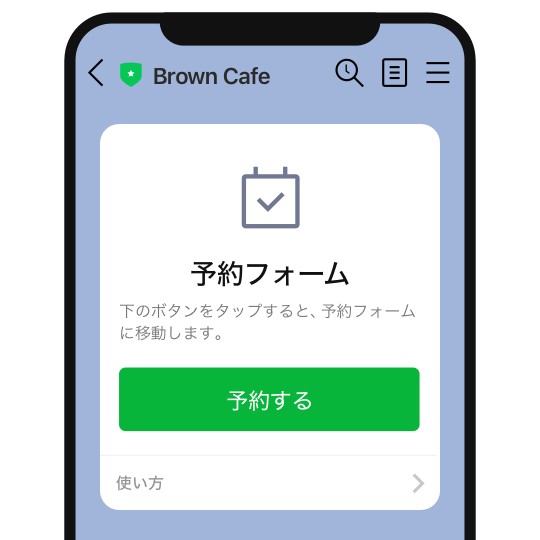 Brown Cafe
予約フォーム
下のボタンをタップすると、予約フォーム
に移動します。
予約する
使い方